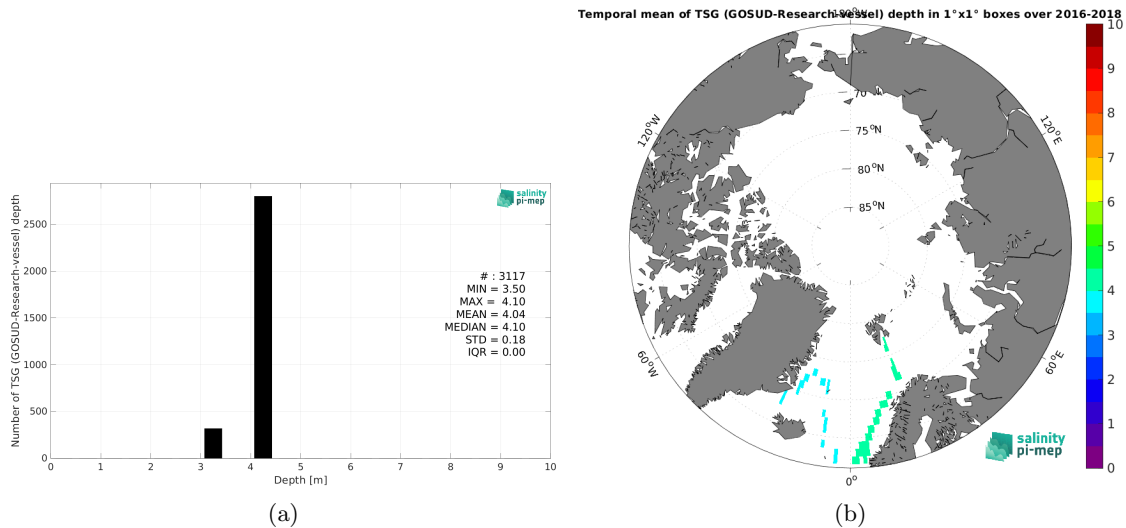 Temporal mean of TSG (GOSUD-Research-vessel) depth in 1°x1° boxes over 2016-2018
Number of TSG (GOSUD-Research-vessel) depth
2500
2000
1500
1000
500
0
0 1 2 3 4 5 6 7 8 9 10
Depth [m]
salinity
pi-mep
# : 3117
MIN = 3.50
MAX = 4.10
MEAN = 4.04
MEDIAN = 4.10
STD = 0.18
IQR = 0.00
(a)
180°W
120°W
120°E
60°W
60°E
0°
70
75°N
80°N
85°N
salinity
pi-mep
10
9
8
7
6
5
4
3
2
1
0
(b)